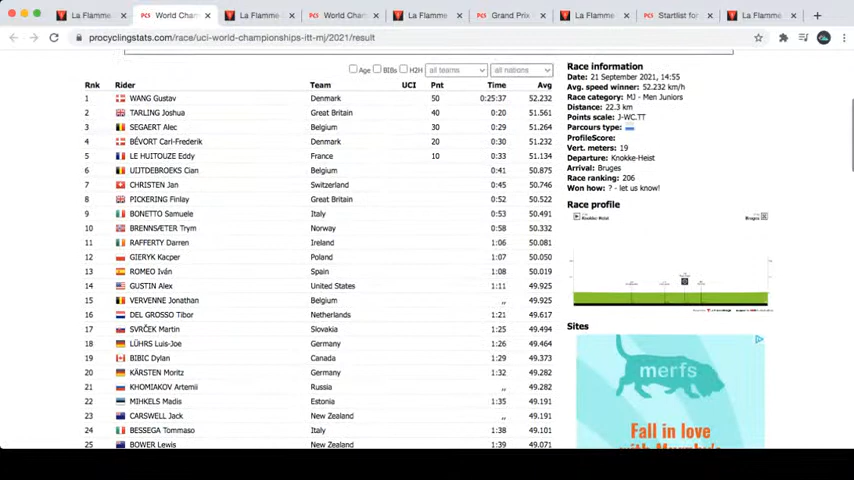 La Flamme
PCS World Cham
La Flamme
PCS World Cham
La Flamme
PCS Grand Prix
La Flamme
PCS Startlist for
La Flamme
procyclingstats.com/race/uci-world-championships-itt-mj/2021/result
Age BIBs H2H all teams all nations
Rnk Rider Team UCI Pnt Time Avg
1 WANG Gustav Denmark 50 0:25:37 52.232
2 TARLING Joshua Great Britain 40 0:20 51.561
3 SEGAERT Alec Belgium 30 0:29 51.264
4 BÉVORT Carl-Frederik Denmark 20 0:30 51.232
5 LE HUITOUZE Eddy France 10 0:33 51.134
6 UIJTDEBROEKS Cian Belgium 0:41 50.875
7 CHRISTEN Jan Switzerland 0:45 50.746
8 PICKERING Finlay Great Britain 0:52 50.522
9 BONETTO Samuele Italy 0:53 50.491
10 BRENNSÆTER Trym Norway 0:58 50.332
11 RAFFERTY Darren Ireland 1:06 50.081
12 GIERYK Kacper Poland 1:07 50.050
13 ROMEO Iván Spain 1:08 50.019
14 GUSTIN Alex United States 1:11 49.925
15 VERVENNE Jonathan Belgium ,, 49.925
16 DEL GROSSO Tibor Netherlands 1:21 49.617
17 SVRČEK Martin Slovakia 1:25 49.494
18 LÜHRS Luis-Joe Germany 1:26 49.464
19 BIBIC Dylan Canada 1:29 49.373
20 KÄRSTEN Moritz Germany 1:32 49.282
21 KHOMIAKOV Artemii Russia ,, 49.282
22 MIHKELS Madis Estonia 1:35 49.191
23 CARSWELL Jack New Zealand ,, 49.191
24 BESSEGA Tommaso Italy 1:38 49.101
25 BOWER Lewis New Zealand 1:39 49.071
Race information
Date: 21 September 2021, 14:55
Avg. speed winner: 52.232 km/h
Race category: MJ - Men Juniors
Distance: 22.3 km
Points scale: J-WC.TT
Parcours type:
ProfileScore:
Vert. meters: 19
Departure: Knokke-Heist
Arrival: Bruges
Race ranking: 206
Won how: ? - let us know!
Race profile
Knokke Heist Bruges
Sites
merfs
Fall in love